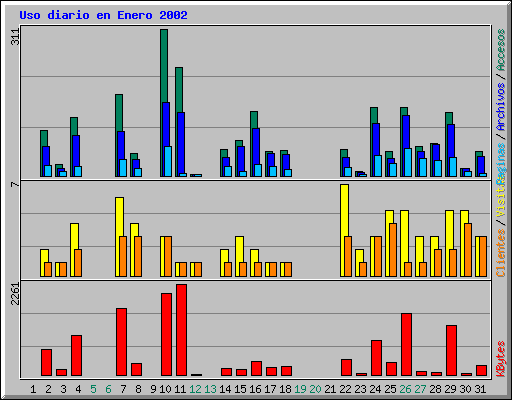 Uso diario en Enero 2002
311
7
2261
Clientes / Visitas
Paginas / Archivos / Accesos
KBytes
1 2 3 4 5 6 7 8 9 10 11 12 13 14 15 16 17 18 19 20 21 22 23 24 25 26 27 28 29 30 31